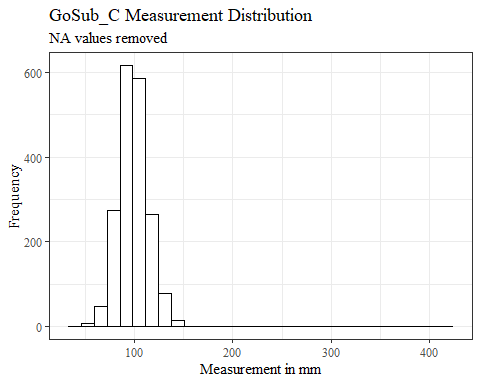 GoSub_C Measurement Distribution
NA values removed
600
400
200
0
Frequency
100
200
300
400
Measurement in mm